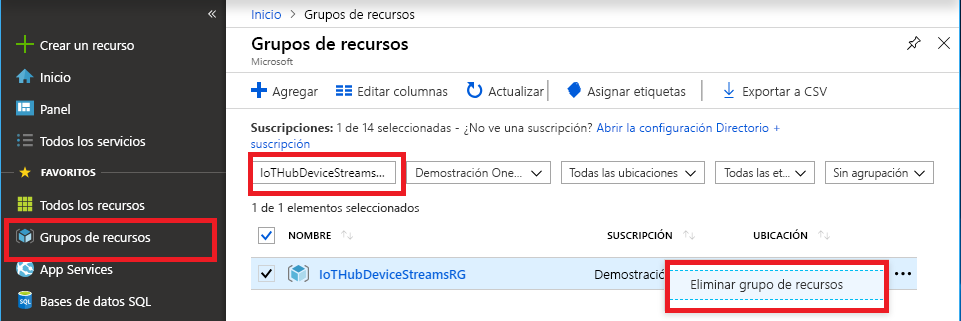 «
Crear un recurso
Inicio
Panel
Todos los servicios
FAVORITOS
Todos los recursos
Grupos de recursos
App Services
Bases de datos SQL
SQL
Inicio > Grupos de recursos
Grupos de recursos
Microsoft
Agregar Editar columnas Actualizar Asignar etiquetas Exportar a CSV
Suscripciones: 1 de 14 seleccionadas - ¿No ve una suscripción? Abrir la configuración Directorio +
suscripción
IoTHubDeviceStreams... Demostración One... Todas las ubicaciones Todas las et... Sin agrupación
1 de 1 elementos seleccionados
NOMBRE SUSCRIPCIÓN UBICACIÓN
IoTHubDeviceStreamsRG Demostració
Eliminar grupo de recursos